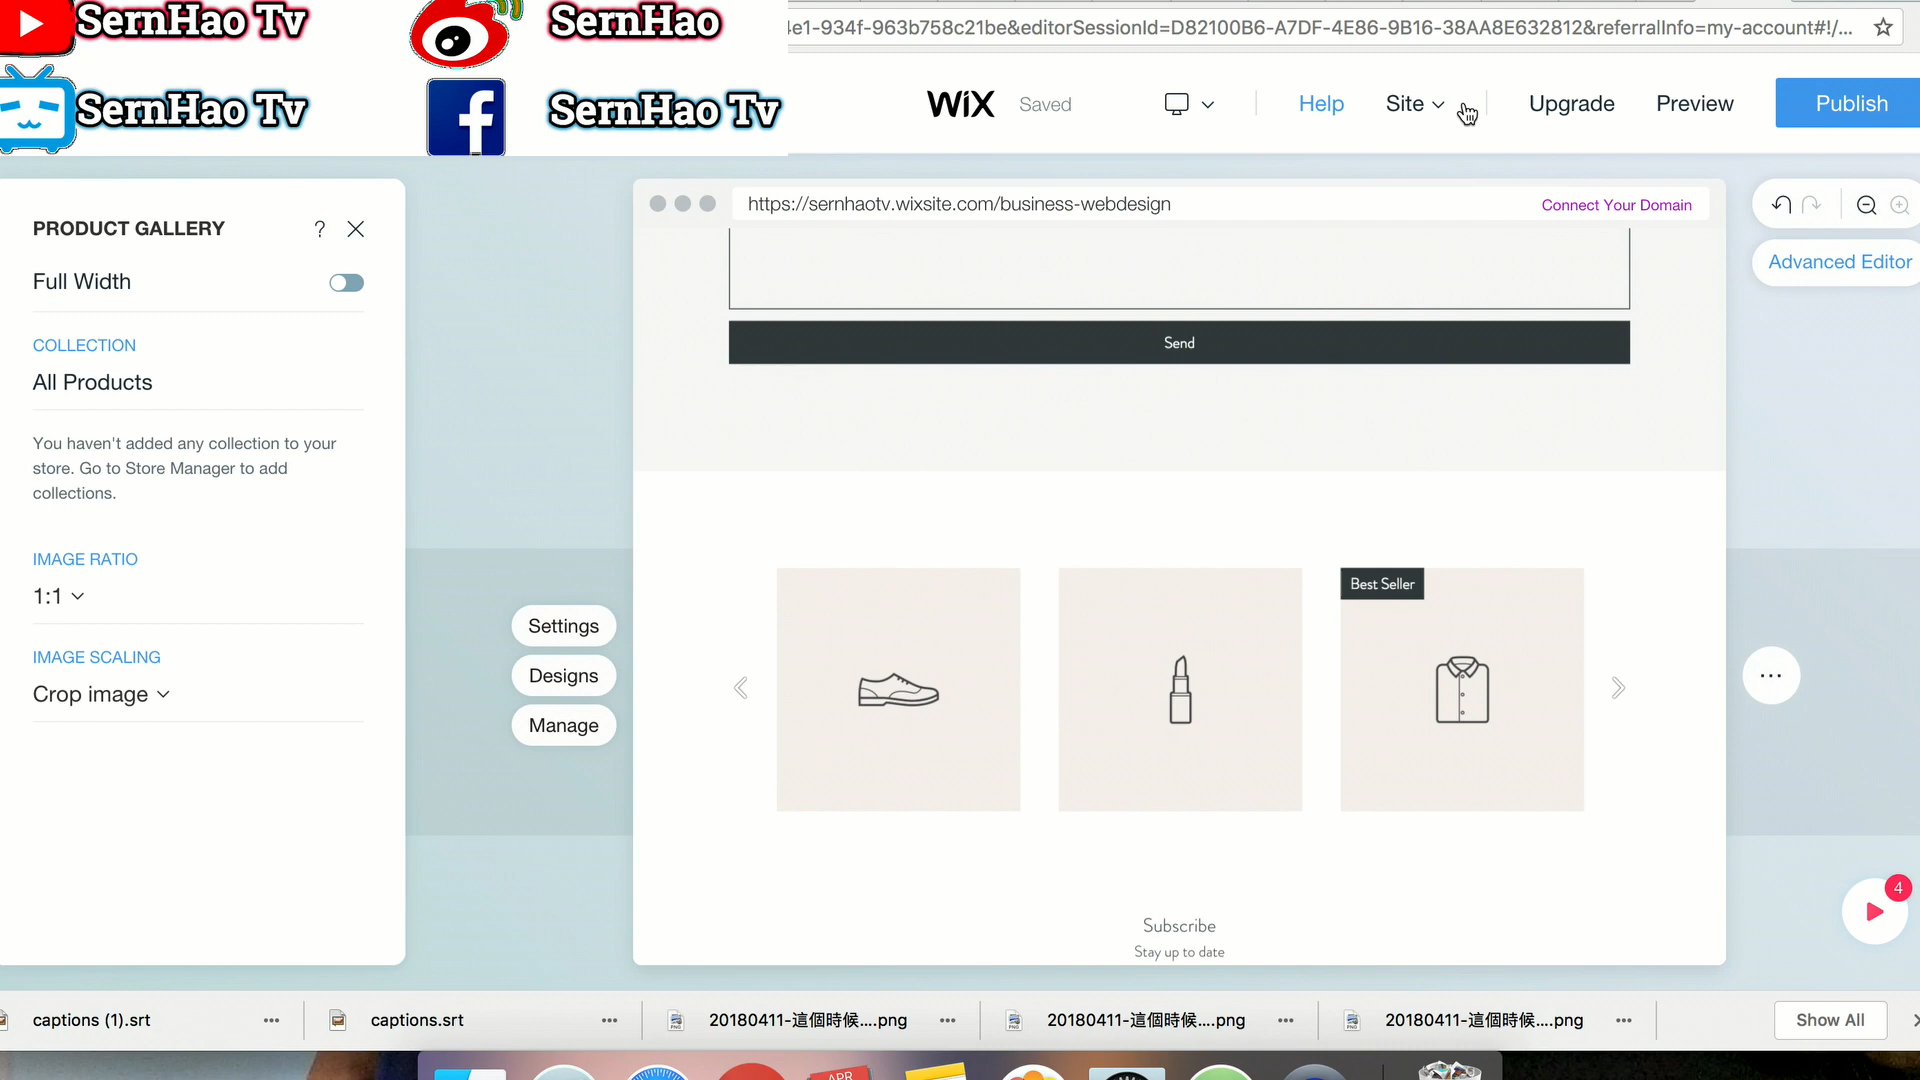 SernHao Tv
SernHao
4e1-934f-963b758c21be&editorSessionId=D82100B6-A7DF-4E86-9B16-38AA8E632812&referralInfo=my-account#!/...
SernHao Tv
f
SernHao Tv
WiX
Saved
Help
Site
Upgrade
Preview
Publish
PRODUCT GALLERY
?
Full Width
COLLECTION
All Products
You haven't added any collection to your
store. Go to Store Manager to add
collections.
IMAGE RATIO
1:1
IMAGE SCALING
Crop image
Settings
Designs
Manage
https://sernhaotv.wixsite.com/business-webdesign
Connect Your Domain
Send
Best Seller
Subscribe
Stay up to date
Advanced Editor
4
captions (1).srt
captions.srt
20180411-這個時候....png
20180411-這個時候....png
20180411-這個時候....png
Show All
APR